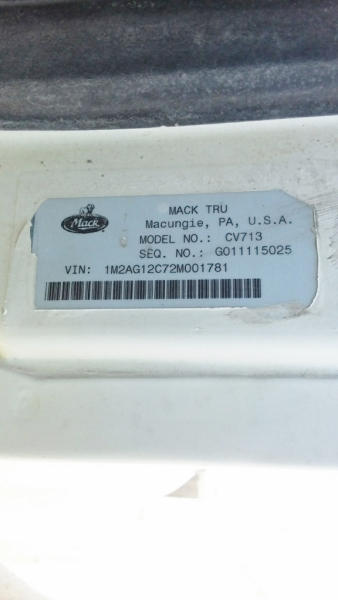 Mack
MACK TRU
Macungie, PA, U.S.A.
MODEL NO.: CV713
SEQ. NO.: G011115025
VIN: 1M2AG12C72M001781